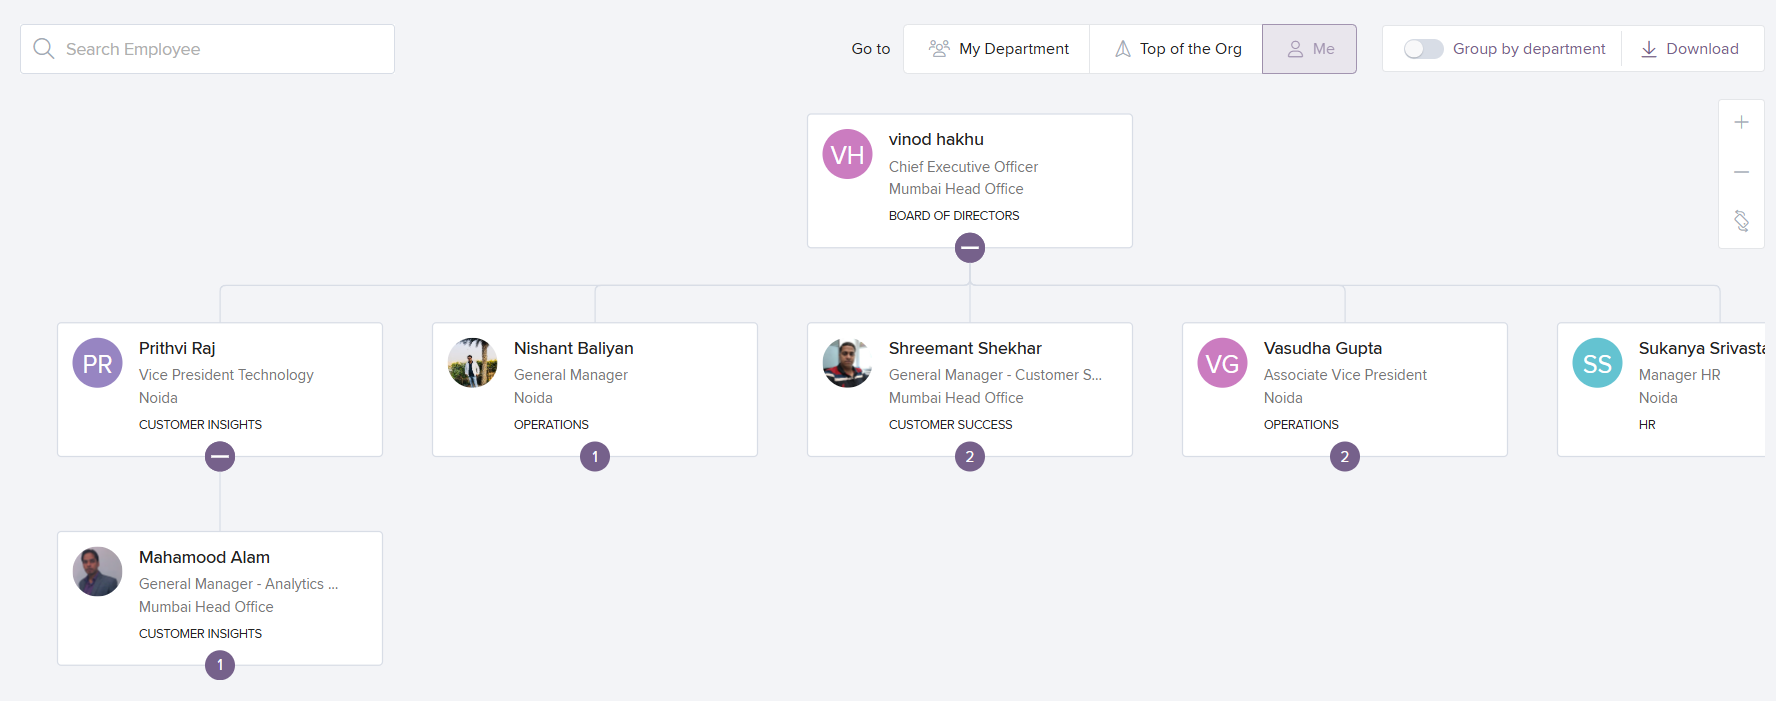 Search Employee
Go to
My Department
Top of the Org
Me
Group by department
Download
VH
vinod hakhu
Chief Executive Officer
Mumbai Head Office
BOARD OF DIRECTORS
PR
Prithvi Raj
Vice President Technology
Noida
CUSTOMER INSIGHTS
Nishant Baliyan
General Manager
Noida
OPERATIONS
1
Shreemant Shekhar
General Manager - Customer S...
Mumbai Head Office
CUSTOMER SUCCESS
2
VG
Vasudha Gupta
Associate Vice President
Noida
OPERATIONS
2
SS
Sukanya Srivasta
Manager HR
Noida
HR
Mahamood Alam
General Manager - Analytics ...
Mumbai Head Office
CUSTOMER INSIGHTS
1